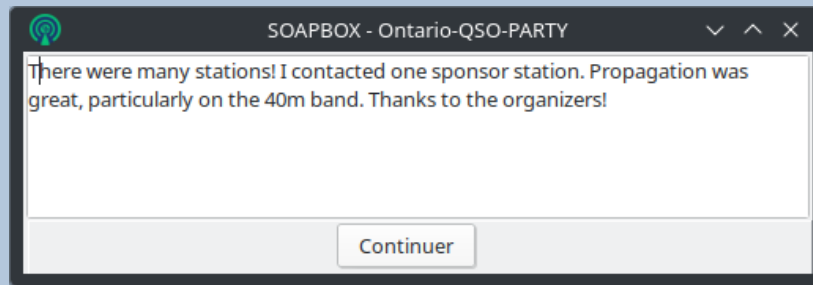 SOAPBOX - Ontario-QSO-PARTY
There were many stations! I contacted one sponsor station. Propagation was
great, particularly on the 40m band. Thanks to the organizers!
Continuer